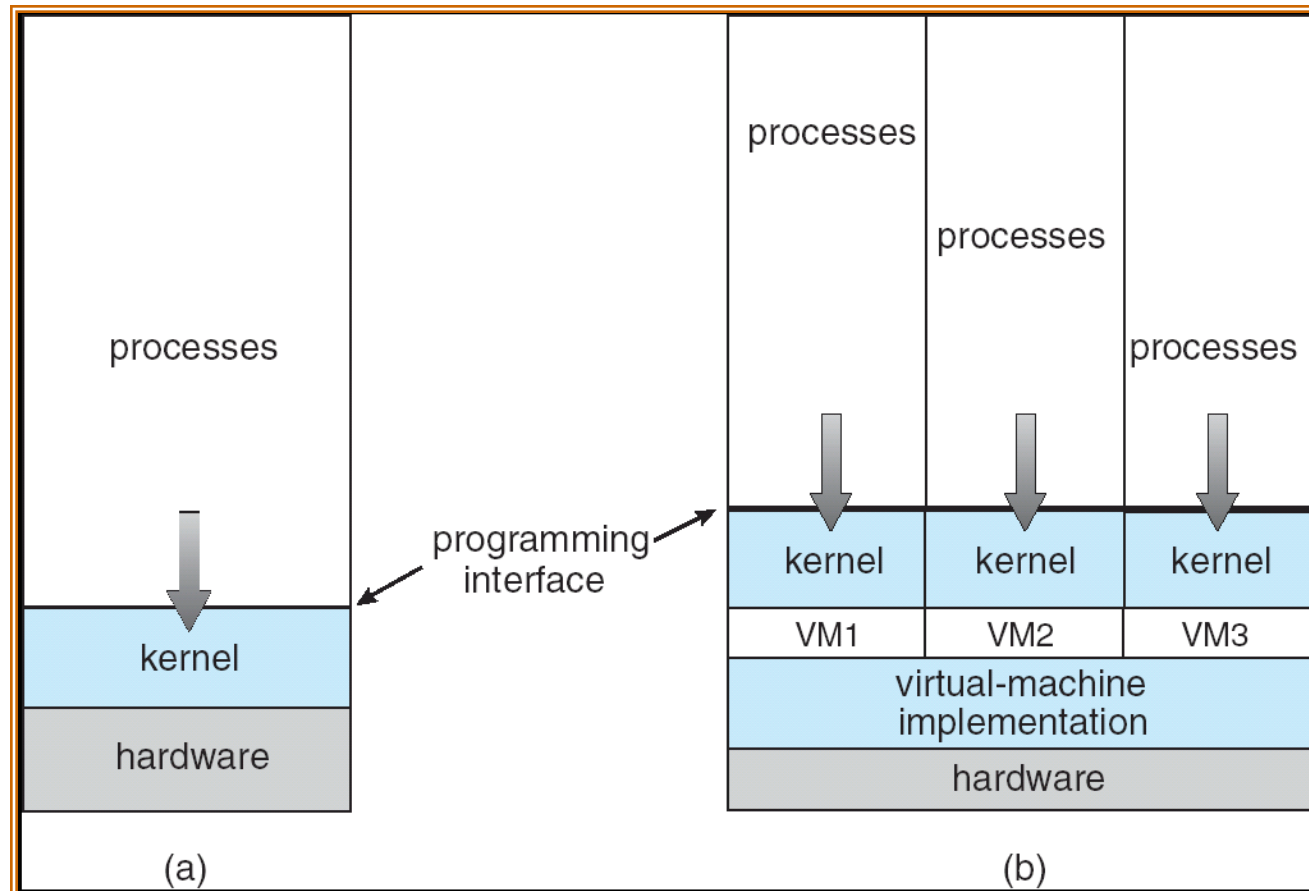 processes
kernel
hardware
(a)
programming
interface
processes
processes
processes
kernel
kernel
kernel
VM1
VM2
VM3
virtual-machine
implementation
hardware
(b)